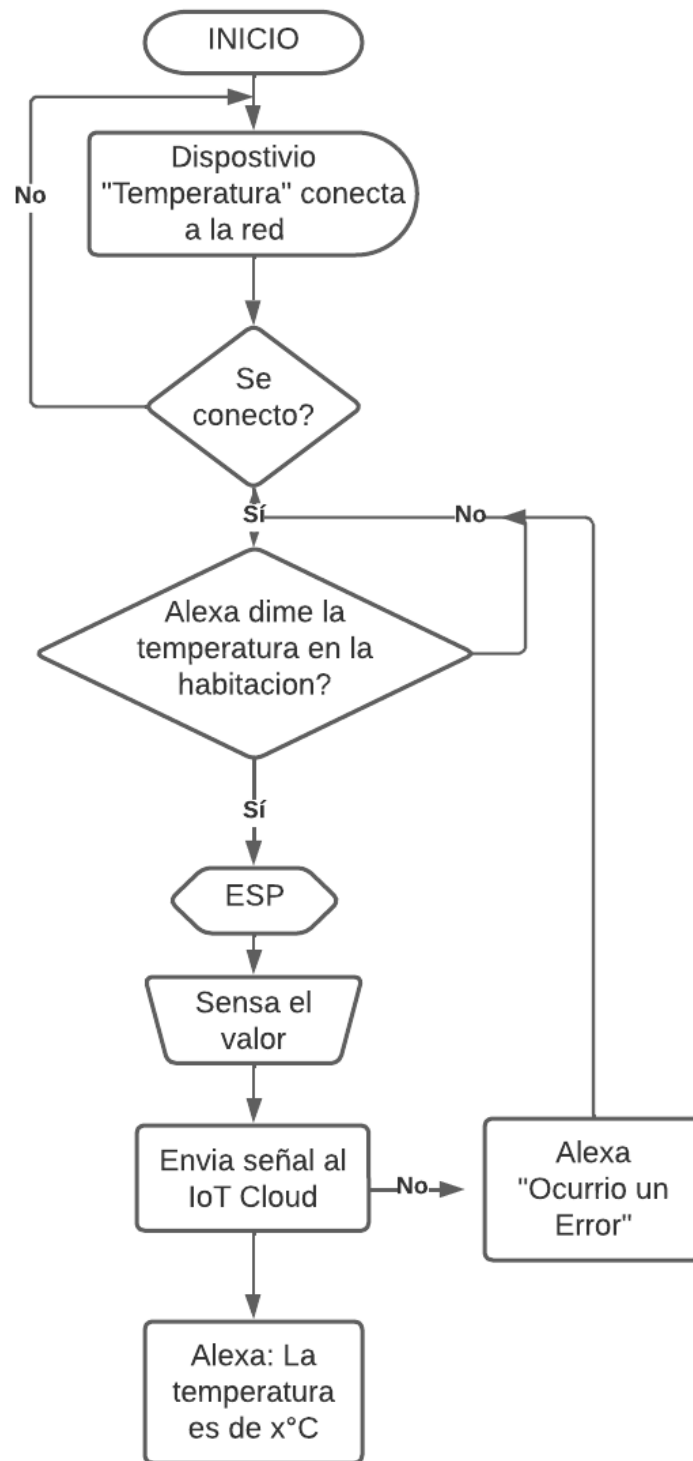 INICIO
Dispostivio
"Temperatura" conecta
a la red
No
Se
conecto?
Sí
No
Alexa dime la
temperatura en la
habitacion?
Sí
ESP
Sensa el
valor
Envia señal al
IoT Cloud
No
Alexa
"Ocurrio un
Error"
Alexa: La
temperatura
es de x°C